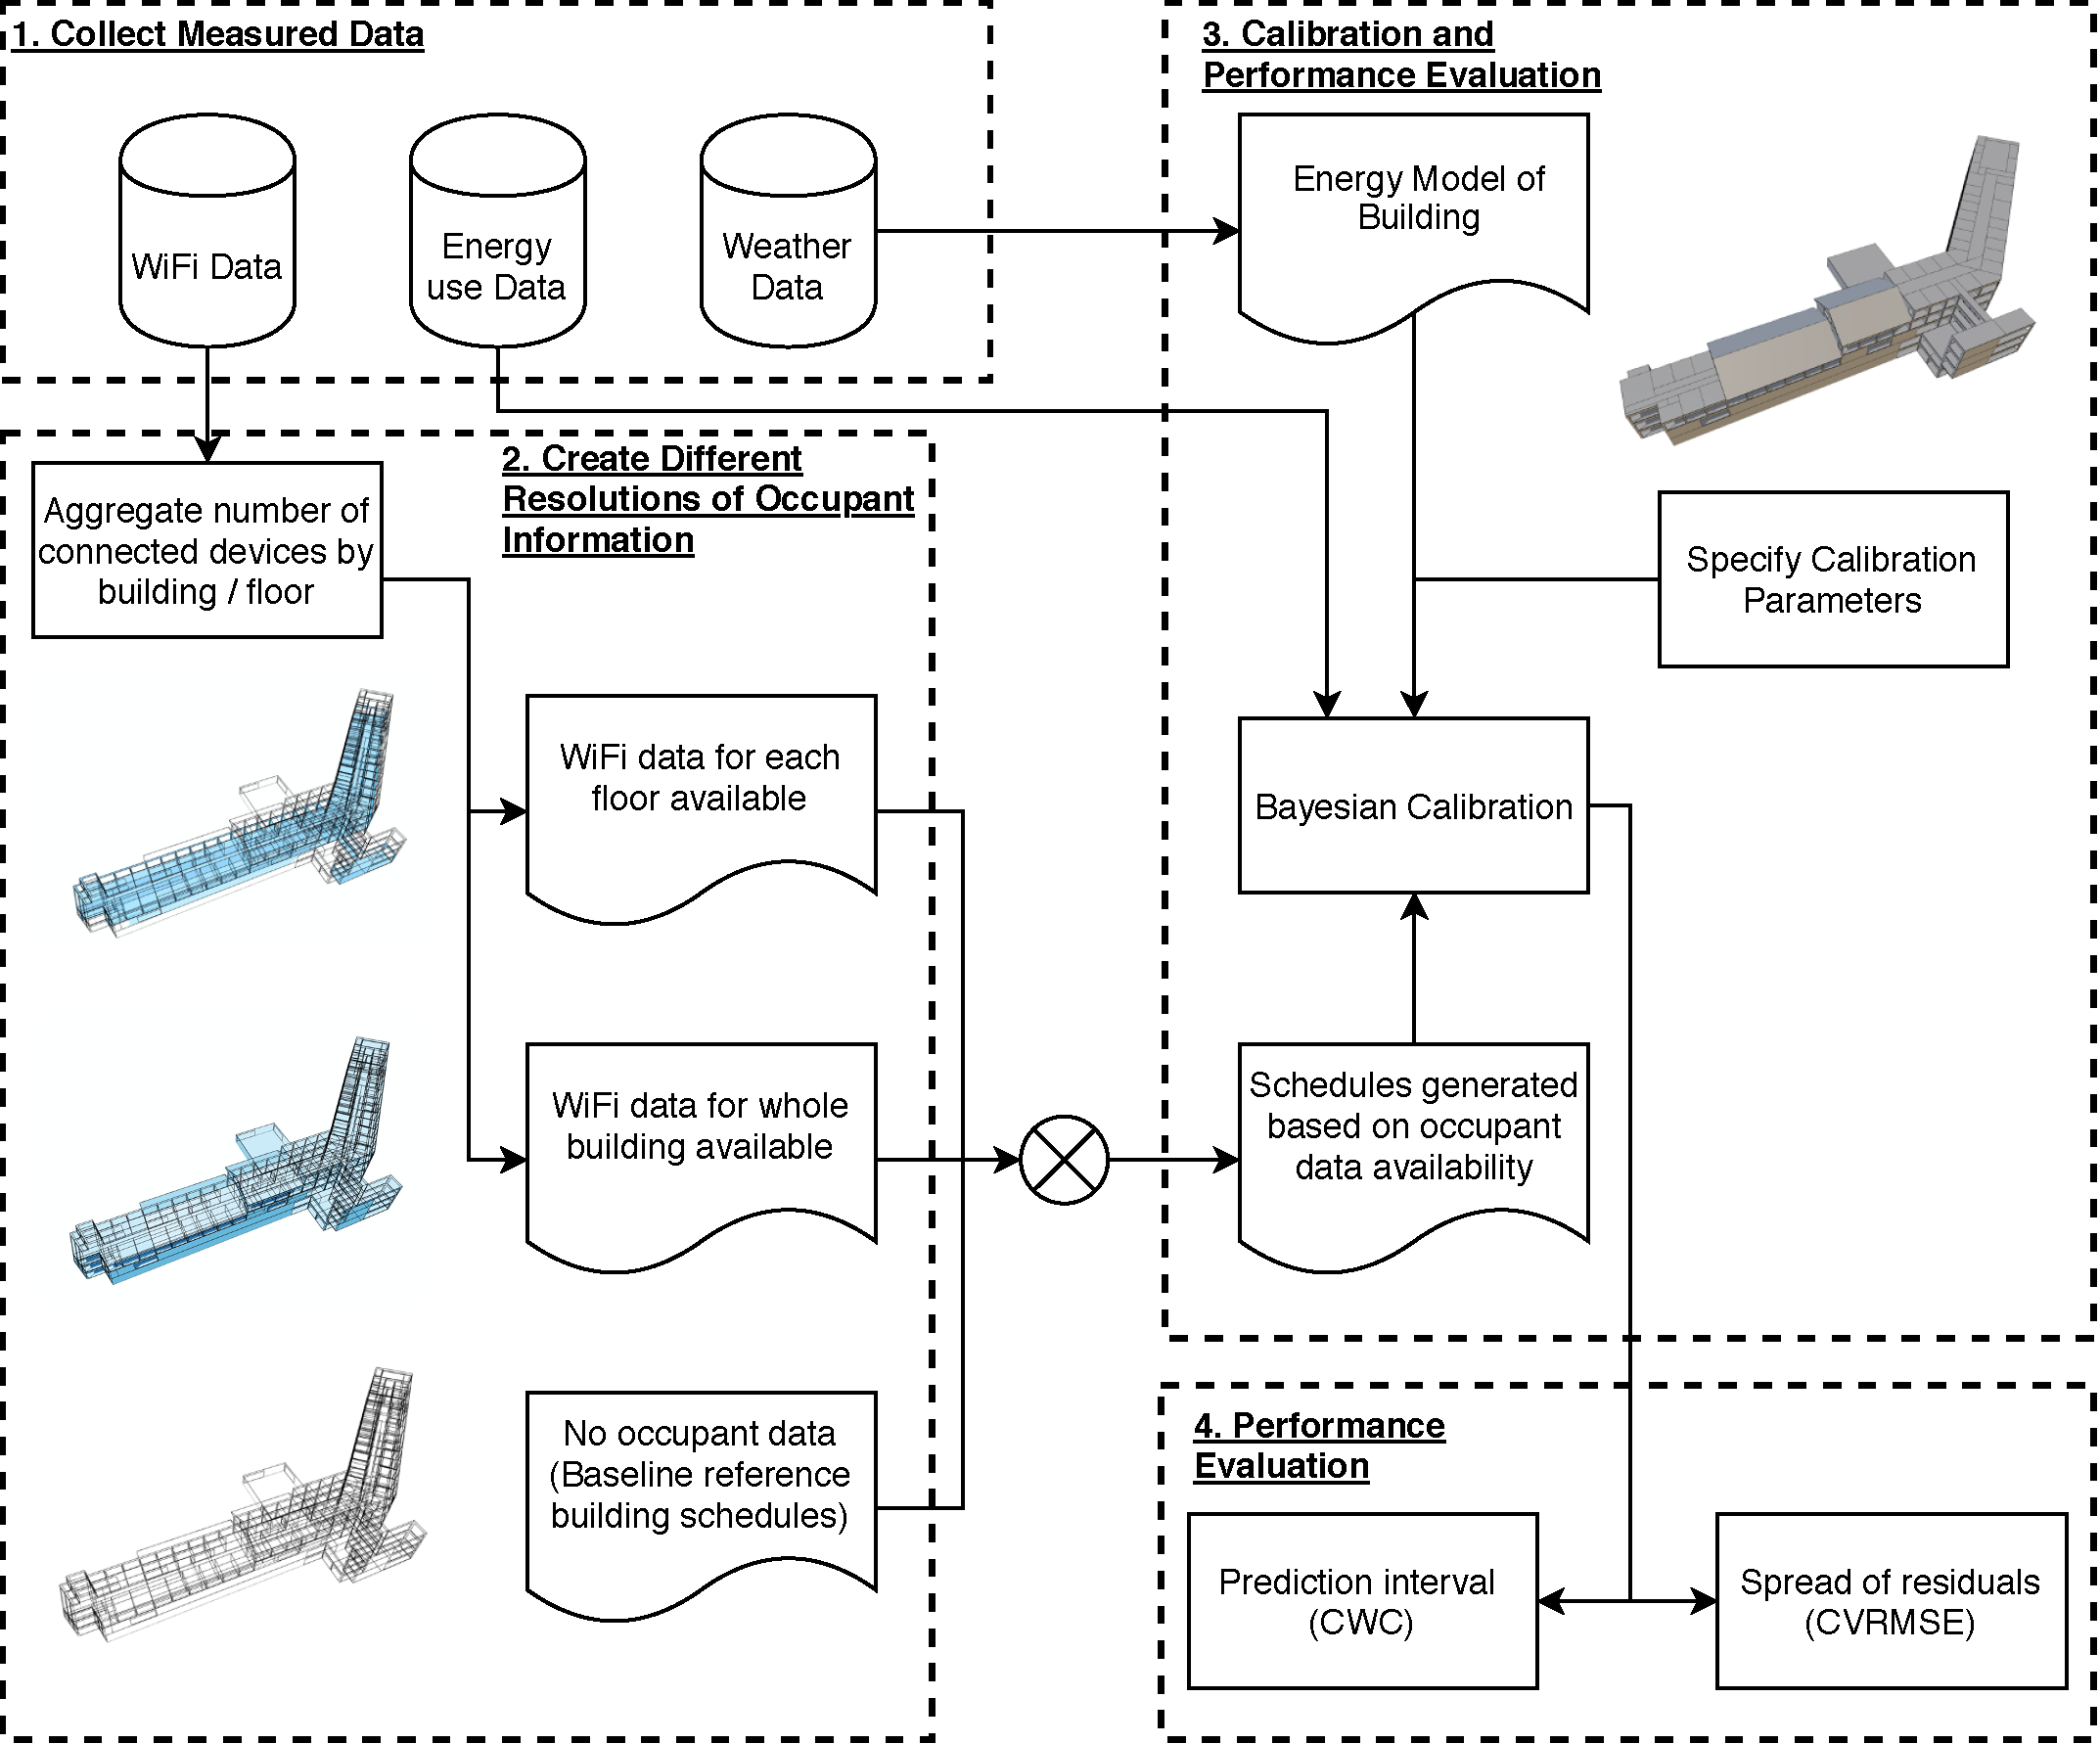 1. Collect Measured Data
WiFi Data
Energy
use Data
Weather
Data
2. Create Different
Resolutions of Occupant
Information
Aggregate number of
connected devices by
building / floor
WiFi data for each
floor available
WiFi data for whole
building available
No occupant data
(Baseline reference
building schedules)
3. Calibration and
Performance Evaluation
Energy Model of
Building
Specify Calibration
Parameters
Bayesian Calibration
Schedules generated
based on occupant
data availability
4. Performance
Evaluation
Prediction interval
(CWC)
Spread of residuals
(CVRMSE)